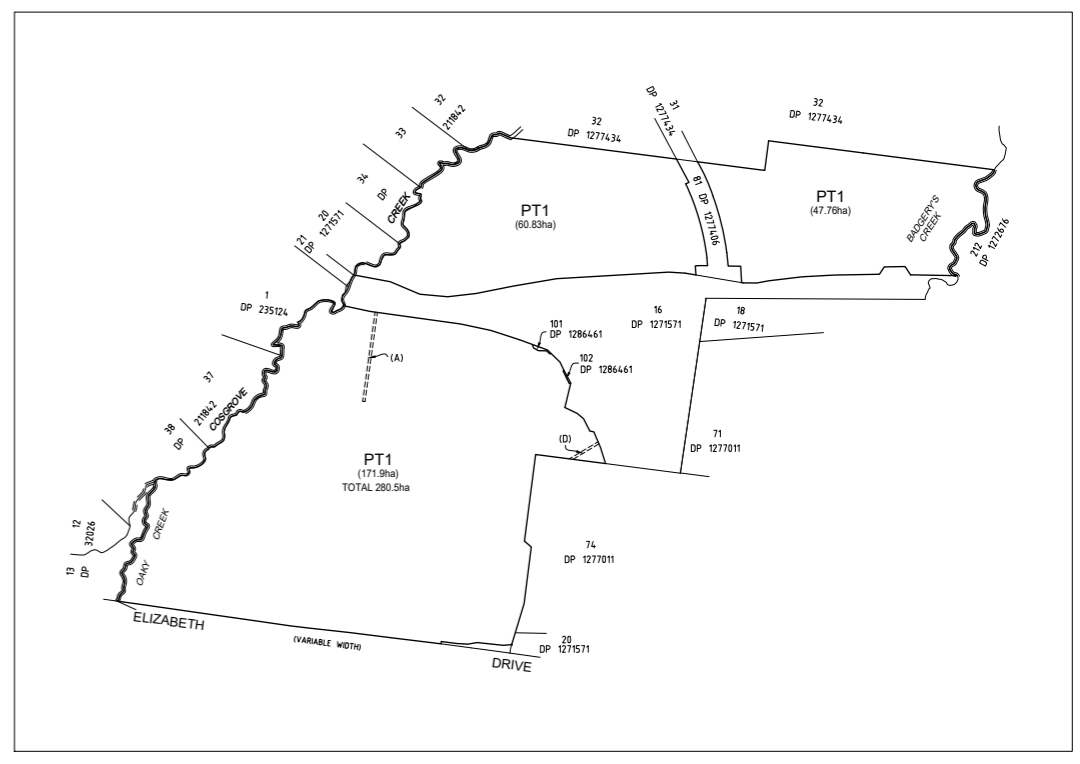 32
211842
33
34
DP
CREEK
20
DP 1271571
21
31
DP 1277434
32
DP 1277434
32
DP 1277434
81 DP 1277406
PT1
(60.83ha)
PT1
(47.76ha)
BADGERY'S
CREEK
212
DP 1272676
1
DP 235124
16
DP 1271571
18
DP 1271571
101
DP 1286461
102
DP 1286461
(A)
37
211842
COSGROVE
38
DP
71
DP 1277011
(D)
PT1
(171.9ha)
TOTAL 280.5ha
12
32026
13 DP
OAKY CREEK
74
DP 1277011
ELIZABETH
(VARIABLE WIDTH)
DRIVE
20
DP 1271571